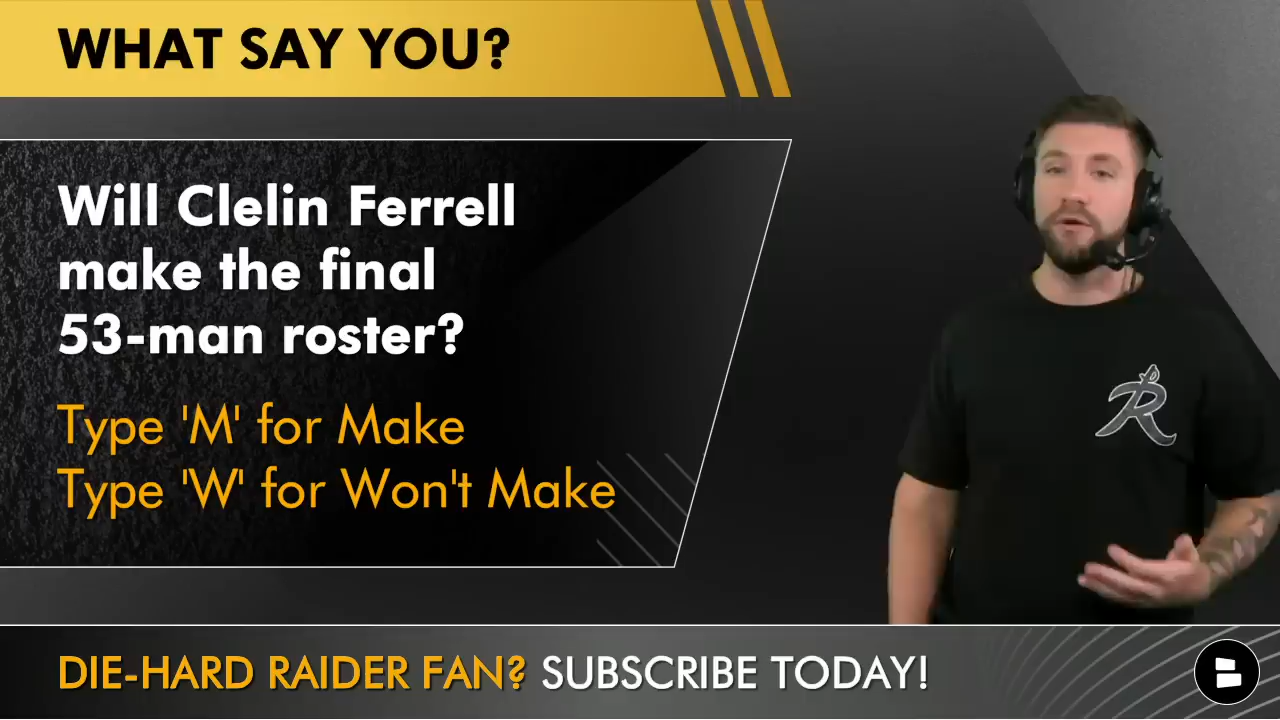 WHAT SAY YOU?
Will Clelin Ferrell
make the final
53-man roster?
Type 'M' for Make
Type 'W' for Won't Make
R
DIE-HARD RAIDER FAN? SUBSCRIBE TODAY!